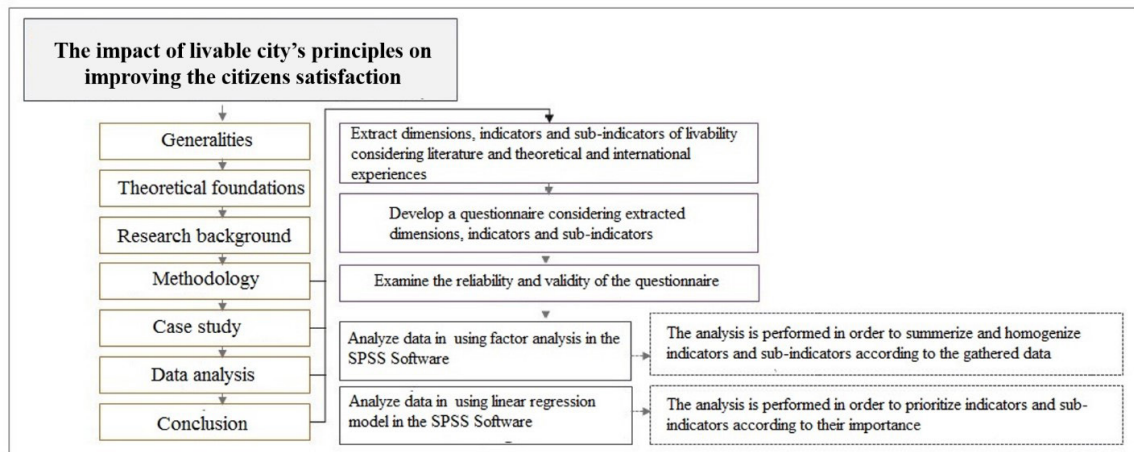 The impact of livable city's principles on
improving the citizens satisfaction
Generalities
Theoretical foundations
Research background
Methodology
Case study
Data analysis
Conclusion
Extract dimensions, indicators and sub-indicators of livability
considering literature and theoretical and international
experiences
Develop a questionnaire considering extracted
dimensions, indicators and sub-indicators
Examine the reliability and validity of the questionnaire
Analyze data in using factor analysis in the
SPSS Software
The analysis is performed in order to summerize and homogenize
indicators and sub-indicators according to the gathered data
Analyze data in using linear regression
model in the SPSS Software
The analysis is performed in order to prioritize indicators and sub-
indicators according to their importance